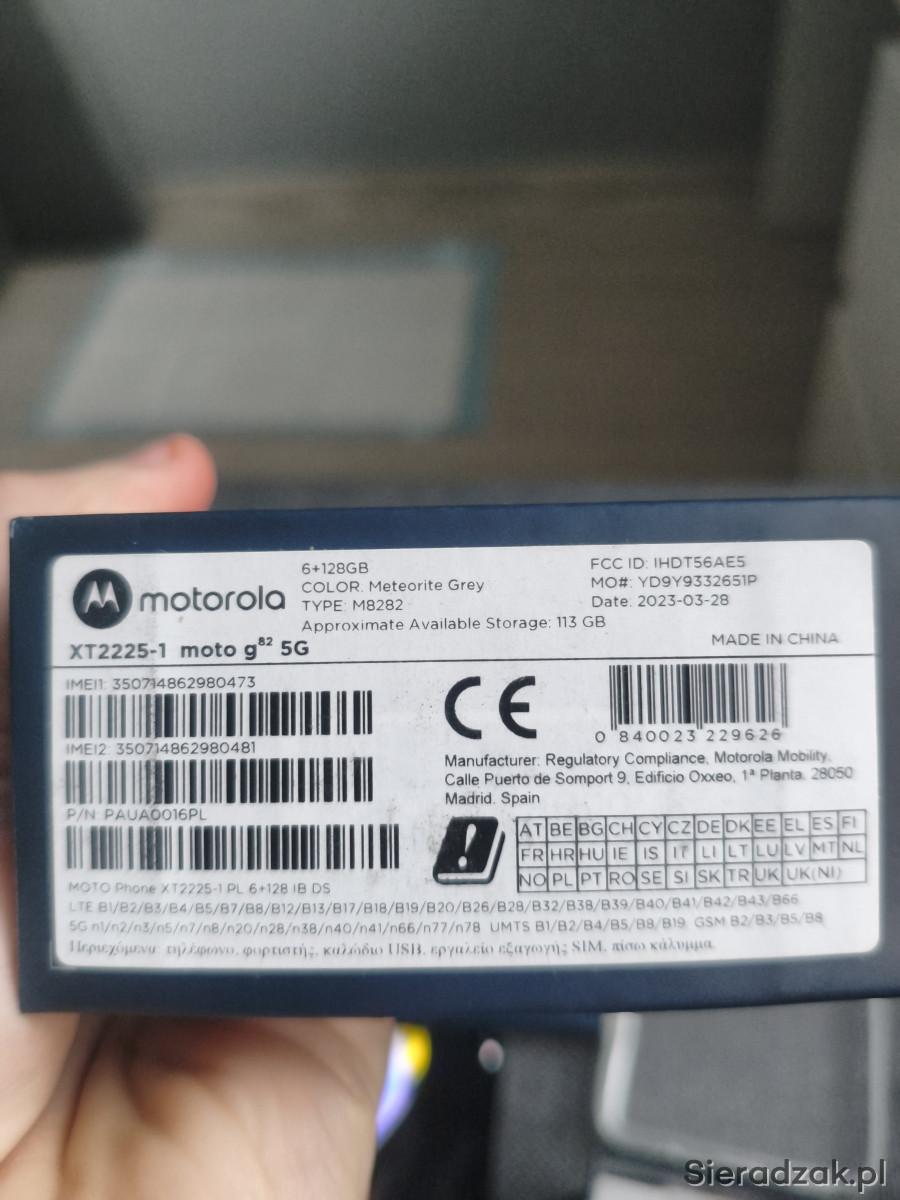 motorola
6+128GB
COLOR. Meteorite Grey
TYPE: M8282
Approximate Available Storage: 113 GB
FCC ID: IHDT56AE5
MO#: YD9Y9332651P
Date. 2023-03-28
MADE IN CHINA
XT2225-1 moto g82 5G
IMEI1: 350714862980473
IMEI2: 350714862980481
P/N: PAUA0016PL
CE
0 840023 229626
Manufacturer: Regulatory Compliance, Motorola Mobility.
Calle Puerto de Somport 9, Edificio Oxxeo, 1ª Planta. 28050
Madrid. Spain
AT BE BG CH CY CZ DE DK EE EL ES FI
FR HR HU IE IS IT LI LT LU LV MT NL
NO PL PT RO SE SI SK TR UK UK(NI)
MOTO Phone XT2225-1 PL 6+128 IB DS
LTE B1/B2/B3/B4/B5/B7/B8/B12/B13/B17/B18/B19/B20/B26/B28/B32/B38/B39/B40/B41/B42/B43/B66
5G n1/n2/n3/n5/n7/n8/n20/n28/n38/n40/n41/n66/n77/n78 UMTS B1/B2/B4/B5/B8/B19 GSM B2/B3/B5/B8
Περιεχόμενα: τηλέφωνο, φορτιστής, καλώδιο USB, εργαλείο εξαγωγής SIM, πίσω κάλυμμα.
Sieradzak.pl